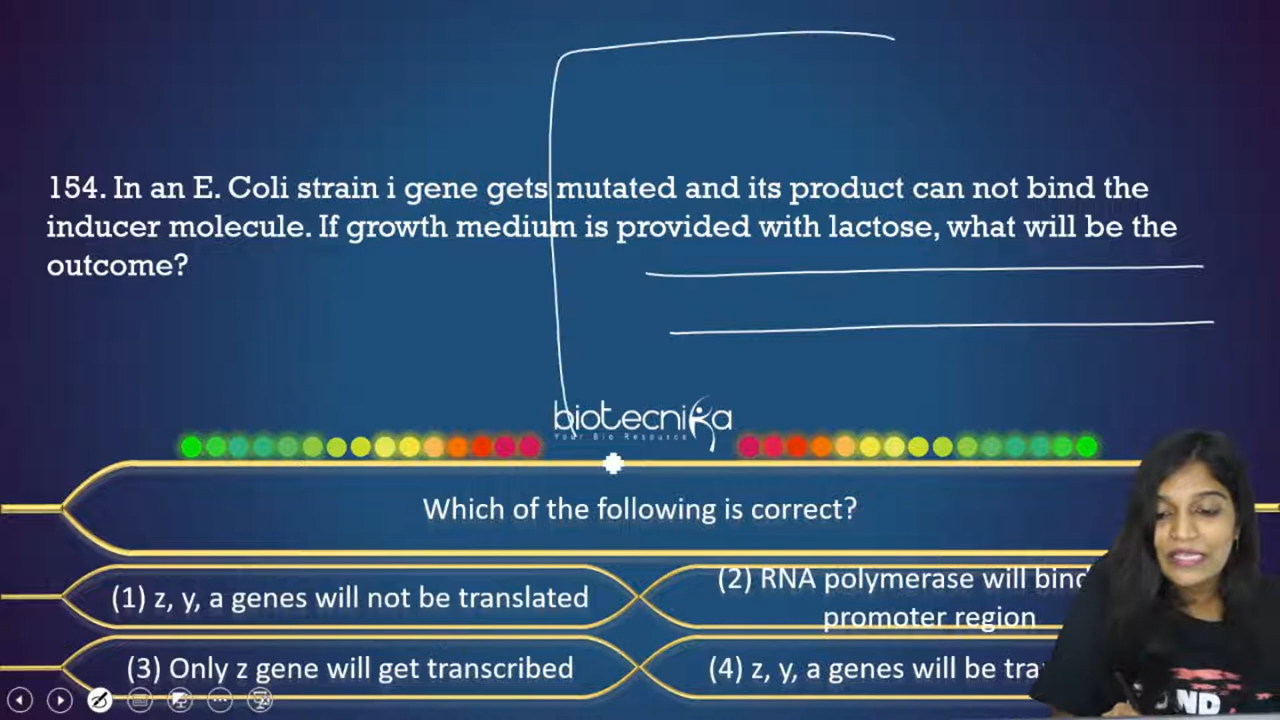 154. In an E. Coli strain i gene gets mutated and its product can not bind the
inducer molecule. If growth medium is provided with lactose, what will be the
outcome?
biotecnika
Your Bio Resource
Which of the following is correct?
(1) z, y, a genes will not be translated
(2) RNA polymerase will bind
promoter region
(3) Only z gene will get transcribed
(4) z, y, a genes will be
ND